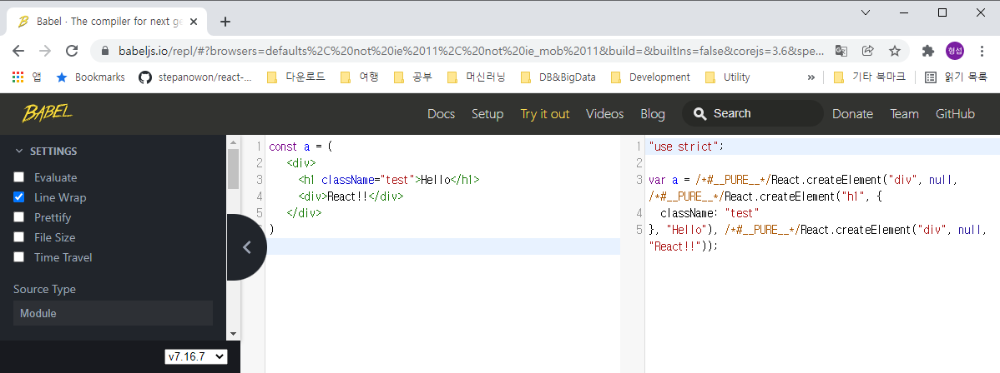 Babel · The compiler for next ge
babeljs.io/repl/#?browsers=defaults%2C%20not%20ie%2011%2C%20not%20ie_mob%2011&build=&builtIns=false&corejs=3.6&spe...
형섭
앱 Bookmarks stepanowon/react-... 다운로드 여행 공부 머신러닝 DB&BigData Development Utility » 기타 북마크 읽기 목록
BABEL Docs Setup Try it out Videos Blog Search Donate Team GitHub
SETTINGS
Evaluate
Line Wrap
Prettify
File Size
Time Travel
Source Type
Module
v7.16.7
1 const a = (
2 <div>
3 <h1 className="test">Hello</h1>
4 <div>React!!</div>
5 </div>
)
1 "use strict";
2
3 var a = /*#__PURE__*/React.createElement("div", null,
/*#__PURE__*/React.createElement("h1", {
4 className: "test"
5 }, "Hello"), /*#__PURE__*/React.createElement("div", null,
"React!!"));